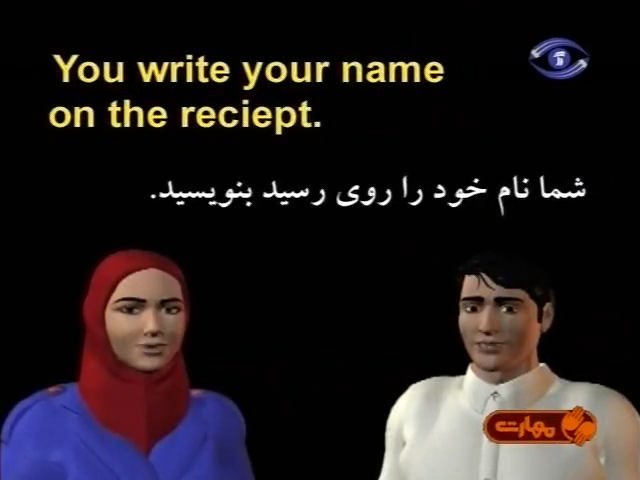 You write your name
on the reciept.
شما نام خود را روی رسید بنویسید.
مهارت